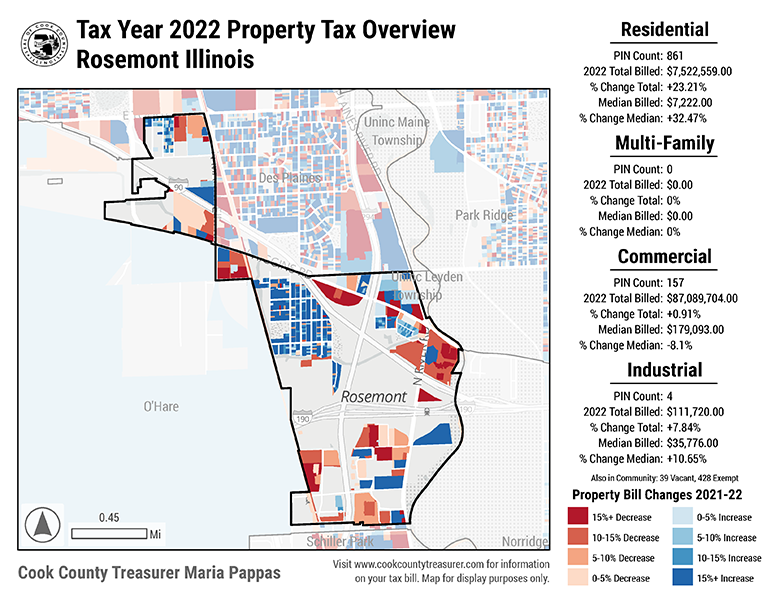 Tax Year 2022 Property Tax Overview
Rosemont Illinois
Uninc Maine
Township
Des Plaines
90
Park Ridge
Uninc Leyden
Township
Rosemont
O'Hare
190
190
0.45
Mi
Schiller Park
Norridge
Cook County Treasurer Maria Pappas
Visit www.cookcountytreasurer.com for information
on your tax bill. Map for display purposes only.
Residential
PIN Count: 861
2022 Total Billed: $7,522,559.00
% Change Total: +23.21%
Median Billed: $7,222.00
% Change Median: +32.47%
Multi-Family
PIN Count: 0
2022 Total Billed: $0.00
% Change Total: 0%
Median Billed: $0.00
% Change Median: 0%
Commercial
PIN Count: 157
2022 Total Billed: $87,089,704.00
% Change Total: +0.91%
Median Billed: $179,093.00
% Change Median: -8.1%
Industrial
PIN Count: 4
2022 Total Billed: $111,720.00
% Change Total: +7.84%
Median Billed: $35,776.00
% Change Median: +10.65%
Also in Community: 39 Vacant, 428 Exempt
Property Bill Changes 2021-22
15%+ Decrease
10-15% Decrease
5-10% Decrease
0-5% Decrease
0-5% Increase
5-10% Increase
10-15% Increase
15%+ Increase